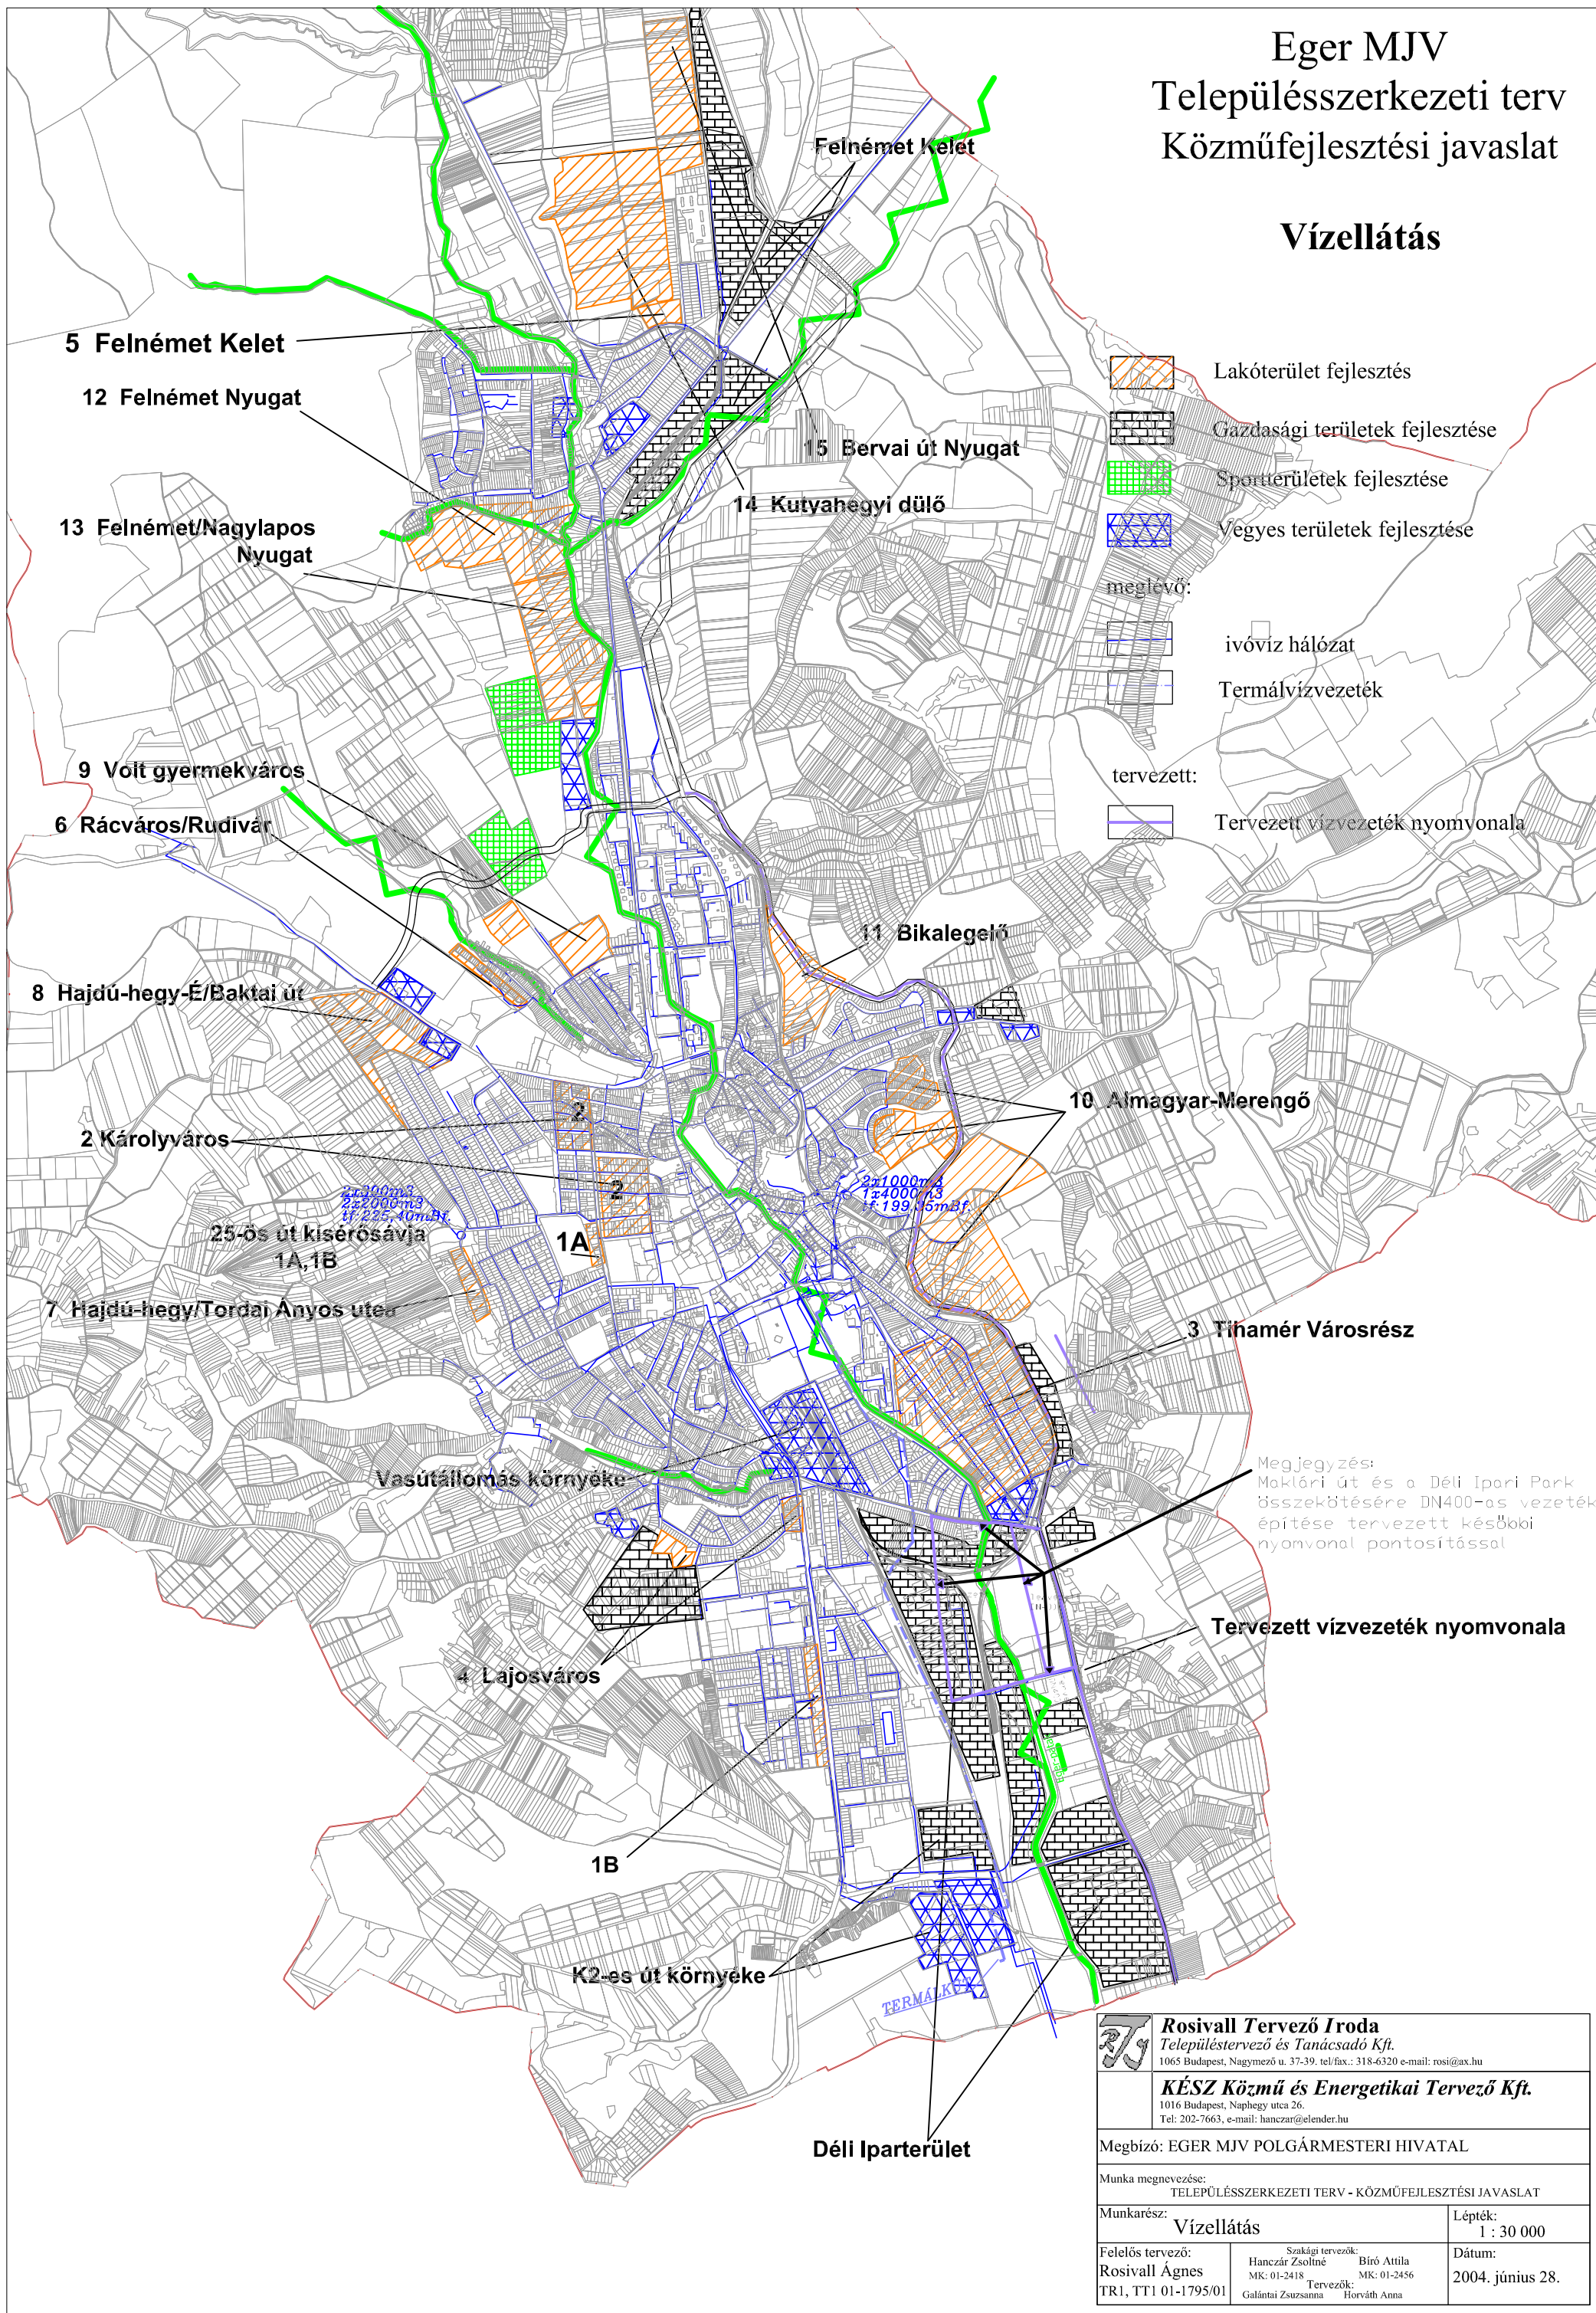 Eger MJV
Településszerkezeti terv
Közműfejlesztési javaslat
Vízellátás
Felnémet Kelet
5 Felnémet Kelet
12 Felnémet Nyugat
15 Bervai út Nyugat
14 Kutyahegyi dülő
13 Felnémet/Nagylapos
Nyugat
Lakóterület fejlesztés
Gazdasági területek fejlesztése
Sportterületek fejlesztése
Vegyes területek fejlesztése
meglévő:
ivóvíz hálózat
Termálvízvezeték
tervezett:
Tervezett vízvezeték nyomvonala
9 Volt gyermekváros
6 Rácváros/Rudivár
11 Bikalegelő
8 Hajdú-hegy-É/Baktai út
10 Almagyar-Merengő
2
2 Károlyváros
2
2x300m3
2x2000m3
tf:225,40mBf.
2x1000m3
1x4000m3
tf:199,35mBf.
25-ös út kísérősávja
1A,1B
1A
7 Hajdú-hegy/Tordai Ányos utca
3 Tihamér Városrész
Vasútállomás környéke
Megjegyzés:
Maklári út és a Déli Ipari Park
összekötésére DN400-as vezeték
építése tervezett későbbi
nyomvonal pontosítással
Tervezett vízvezeték nyomvonala
4 Lajosváros
1B
K2-es út környéke
TERMÁLKÚT
Déli Iparterület
Rosivall Tervező Iroda
Településtervező és Tanácsadó Kft.
1065 Budapest, Nagymező u. 37-39. tel/fax.: 318-6320 e-mail: rosi@ax.hu
KÉSZ Közmű és Energetikai Tervező Kft.
1016 Budapest, Naphegy utca 26.
Tel: 202-7663, e-mail: hanczar@elender.hu
Megbízó: EGER MJV POLGÁRMESTERI HIVATAL
Munka megnevezése:
TELEPÜLÉSSZERKEZETI TERV - KÖZMŰFEJLESZTÉSI JAVASLAT
Munkarész:
Vízellátás
Lépték:
1 : 30 000
Felelős tervező:
Rosivall Ágnes
TR1, TT1 01-1795/01
Szakági tervezők:
Hanczár Zsoltné Bíró Attila
MK: 01-2418 MK: 01-2456
Tervezők:
Galántai Zsuzsanna Horváth Anna
Dátum:
2004. június 28.